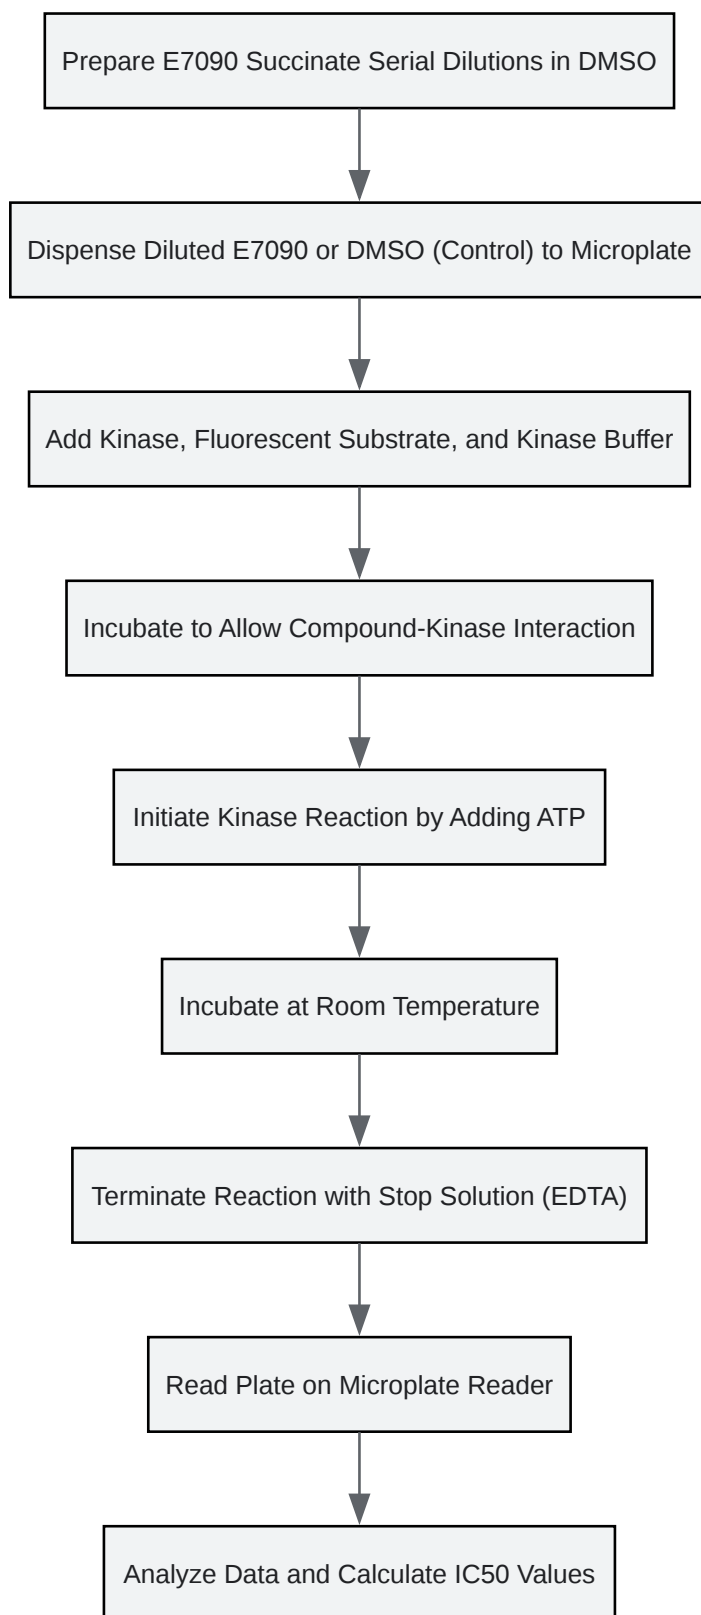 Prepare E7090 Succinate Serial Dilutions in DMSO
Dispense Diluted E7090 or DMSO (Control) to Microplate
Add Kinase, Fluorescent Substrate, and Kinase Buffer
Incubate to Allow Compound-Kinase Interaction
Initiate Kinase Reaction by Adding ATP
Incubate at Room Temperature
Terminate Reaction with Stop Solution (EDTA)
Read Plate on Microplate Reader
Analyze Data and Calculate IC50 Values